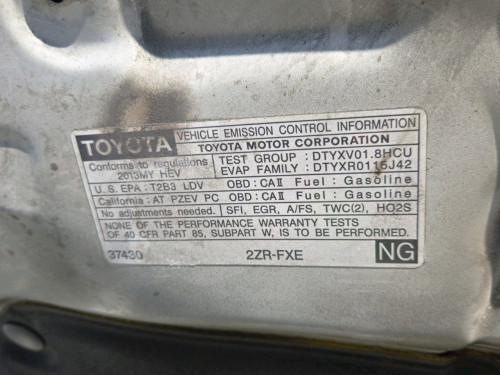 TOYOTA VEHICLE EMISSION CONTROL INFORMATION
TOYOTA MOTOR CORPORATION
Conforms to regulations TEST GROUP : DTYXV01.8HCU
2013MY HEV EVAP FAMILY : DTYXR0115J42
U.S. EPA : T2B3 LDV OBD: CAII Fuel: Gasoline
California: AT PZEV PC OBD: CAII Fuel: Gasoline
No adjustments needed. SFI, EGR, A/FS, TWC(2), HO2S
NONE OF THE PERFORMANCE WARRANTY TESTS
OF 40 CFR PART 85, SUBPART W, IS TO BE PERFORMED.
37430 2ZR-FXE NG